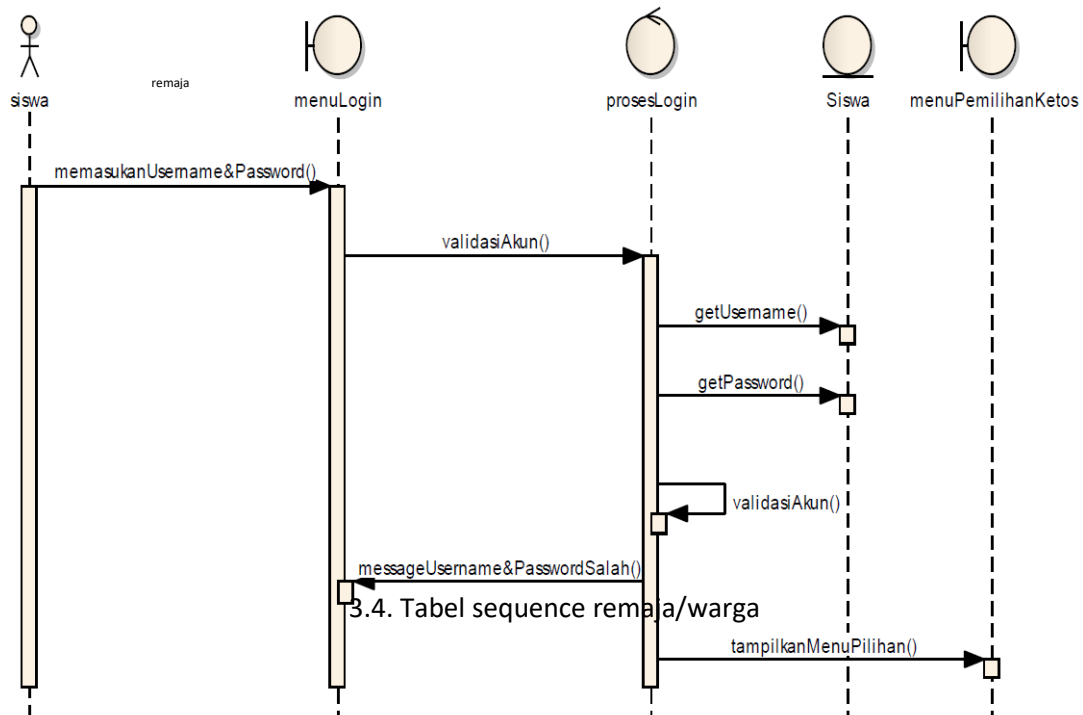 remaja
siswa
menuLogin
prosesLogin
Siswa
menuPemilihanKetos
memasukanUsername&Password()
validasiAkun()
getUsername()
getPassword()
validasiAkun()
messageUsername&PasswordSalah()
3.4. Tabel sequence remaja/warga
tampilkanMenuPilihan()